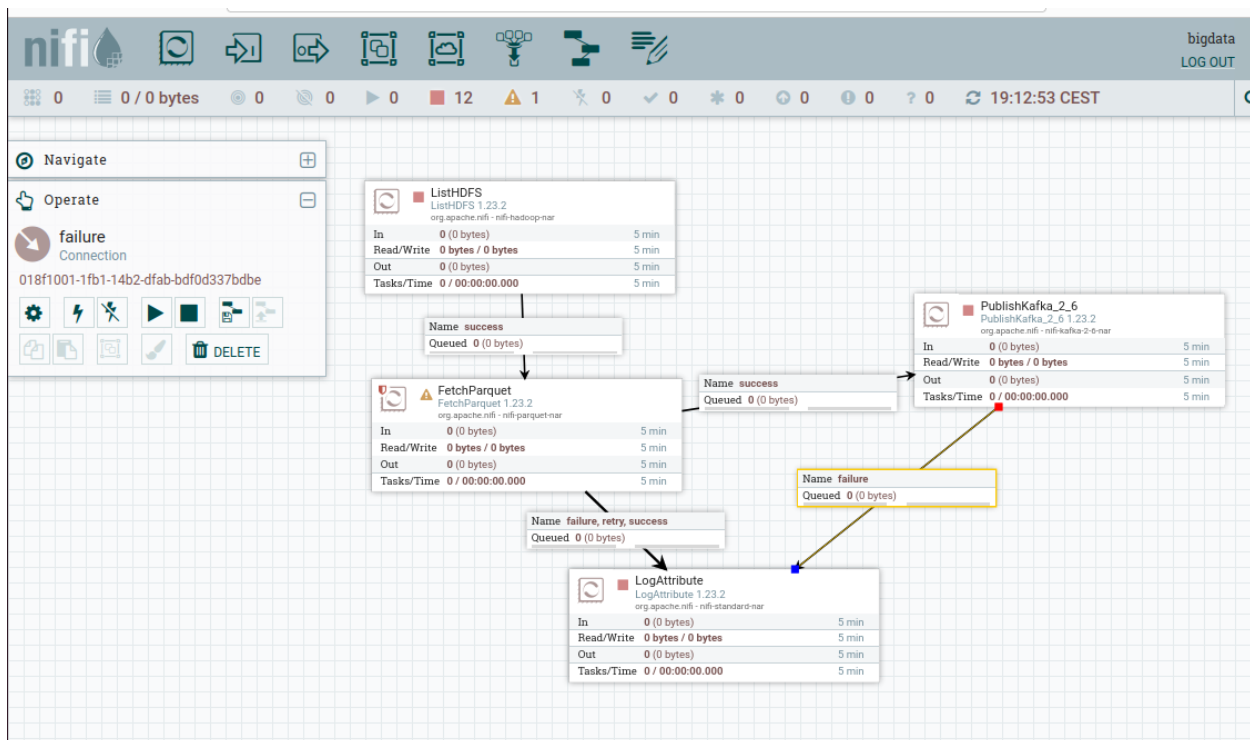 nifi
bigdata
LOG OUT
0 0 / 0 bytes 0 0 0 12 1 0 0 0 0 0 ? 0 19:12:53 CEST
Navigate
Operate
failure
Connection
018f1001-1fb1-14b2-dfab-bdf0d337bdbe
DELETE
ListHDFS
ListHDFS 1.23.2
org.apache.nifi - nifi-hadoop-nar
In 0 (0 bytes) 5 min
Read/Write 0 bytes / 0 bytes 5 min
Out 0 (0 bytes) 5 min
Tasks/Time 0 / 00:00:00.000 5 min
Name success
Queued 0 (0 bytes)
FetchParquet
FetchParquet 1.23.2
org.apache.nifi - nifi-parquet-nar
In 0 (0 bytes) 5 min
Read/Write 0 bytes / 0 bytes 5 min
Out 0 (0 bytes) 5 min
Tasks/Time 0 / 00:00:00.000 5 min
Name success
Queued 0 (0 bytes)
PublishKafka_2_6
PublishKafka_2_6 1.23.2
org.apache.nifi - nifi-kafka-2-6-nar
In 0 (0 bytes) 5 min
Read/Write 0 bytes / 0 bytes 5 min
Out 0 (0 bytes) 5 min
Tasks/Time 0 / 00:00:00.000 5 min
Name failure
Queued 0 (0 bytes)
Name failure, retry, success
Queued 0 (0 bytes)
LogAttribute
LogAttribute 1.23.2
org.apache.nifi - nifi-standard-nar
In 0 (0 bytes) 5 min
Read/Write 0 bytes / 0 bytes 5 min
Out 0 (0 bytes) 5 min
Tasks/Time 0 / 00:00:00.000 5 min